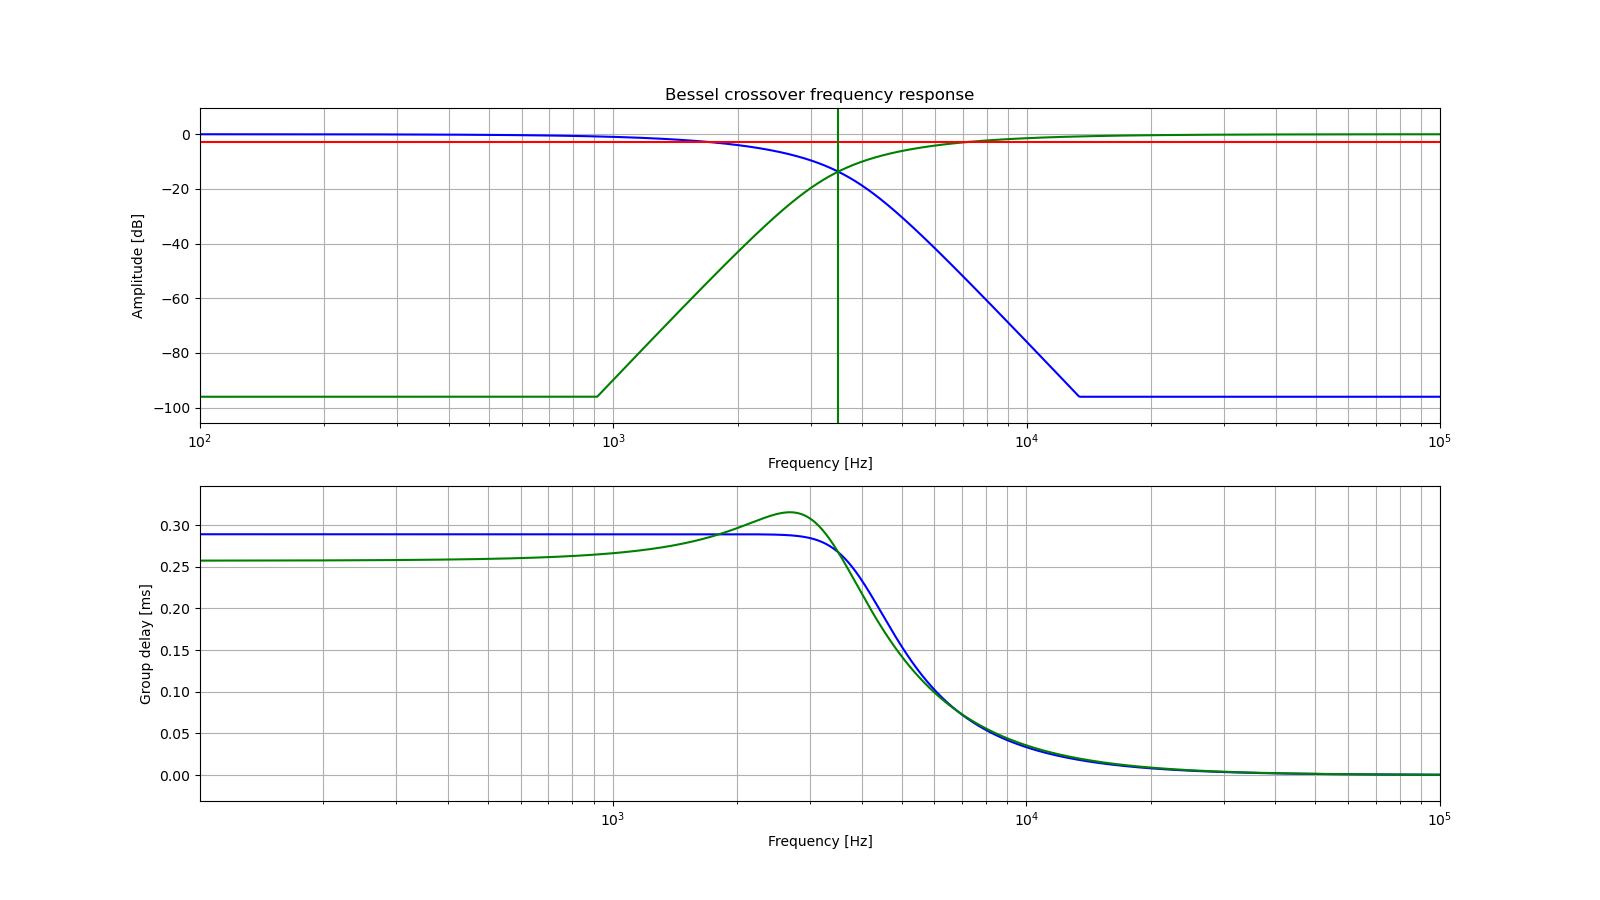 Bessel crossover frequency response
0
−20
−40
−60
−80
−100
Amplitude [dB]
10² 10³ 10⁴ 10⁵
Frequency [Hz]
0.30
0.25
0.20
0.15
0.10
0.05
0.00
Group delay [ms]
10³ 10⁴ 10⁵
Frequency [Hz]